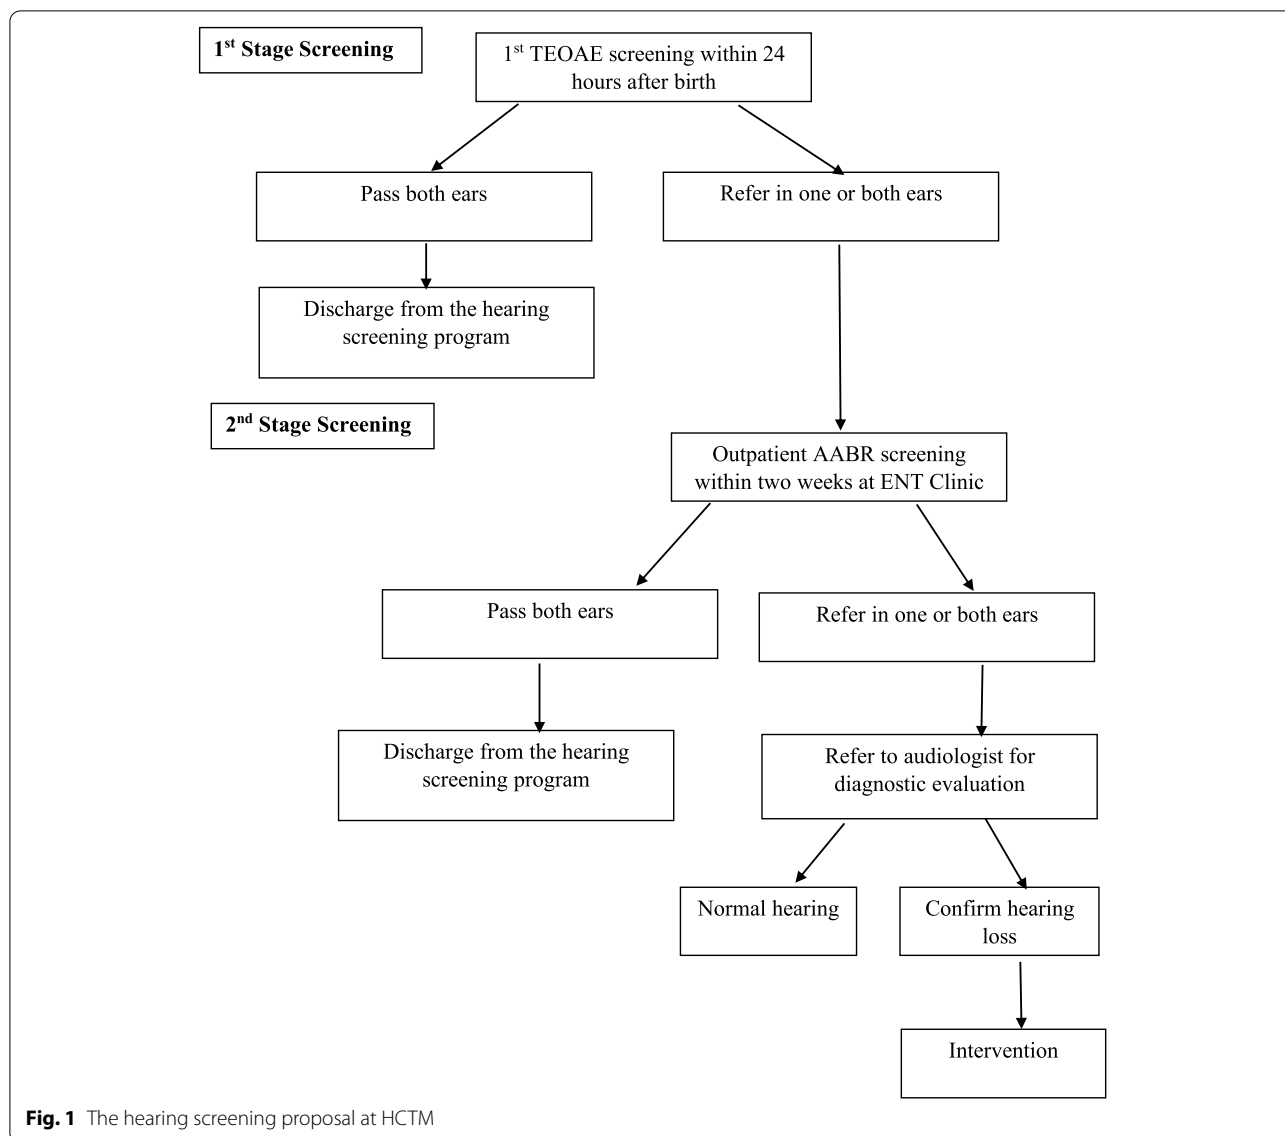 1st Stage Screening
1st TEOAE screening within 24
hours after birth
Pass both ears
Refer in one or both ears
Discharge from the hearing
screening program
2nd Stage Screening
Outpatient AABR screening
within two weeks at ENT Clinic
Pass both ears
Refer in one or both ears
Discharge from the hearing
screening program
Refer to audiologist for
diagnostic evaluation
Normal hearing
Confirm hearing
loss
Intervention
Fig. 1 The hearing screening proposal at HCTM